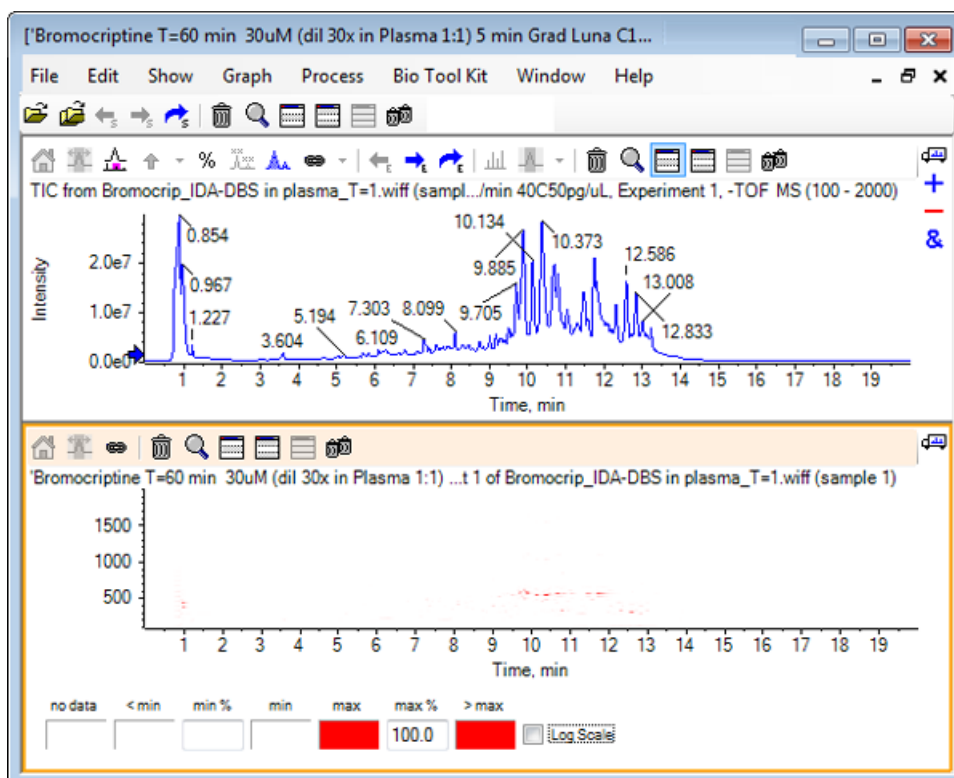 ['Bromocriptine T=60 min 30uM (dil 30x in Plasma 1:1) 5 min Grad Luna C1...
File Edit Show Graph Process Bio Tool Kit Window Help
TIC from Bromocrip_IDA-DBS in plasma_T=1.wiff (sampl.../min 40C50pg/uL, Experiment 1, -TOF MS (100 - 2000)
Intensity
2.0e7
1.0e7
0.0e0
0.854
0.967
1.227
3.604
5.194
6.109
7.303
8.099
9.705
9.885
10.134
10.373
12.586
13.008
12.833
1 2 3 4 5 6 7 8 9 10 11 12 13 14 15 16 17 18 19
Time, min
'Bromocriptine T=60 min 30uM (dil 30x in Plasma 1:1) ...t 1 of Bromocrip_IDA-DBS in plasma_T=1.wiff (sample 1)
1500
1000
500
1 2 3 4 5 6 7 8 9 10 11 12 13 14 15 16 17 18 19
Time, min
no data < min min % min max max % > max
100.0 Log Scale